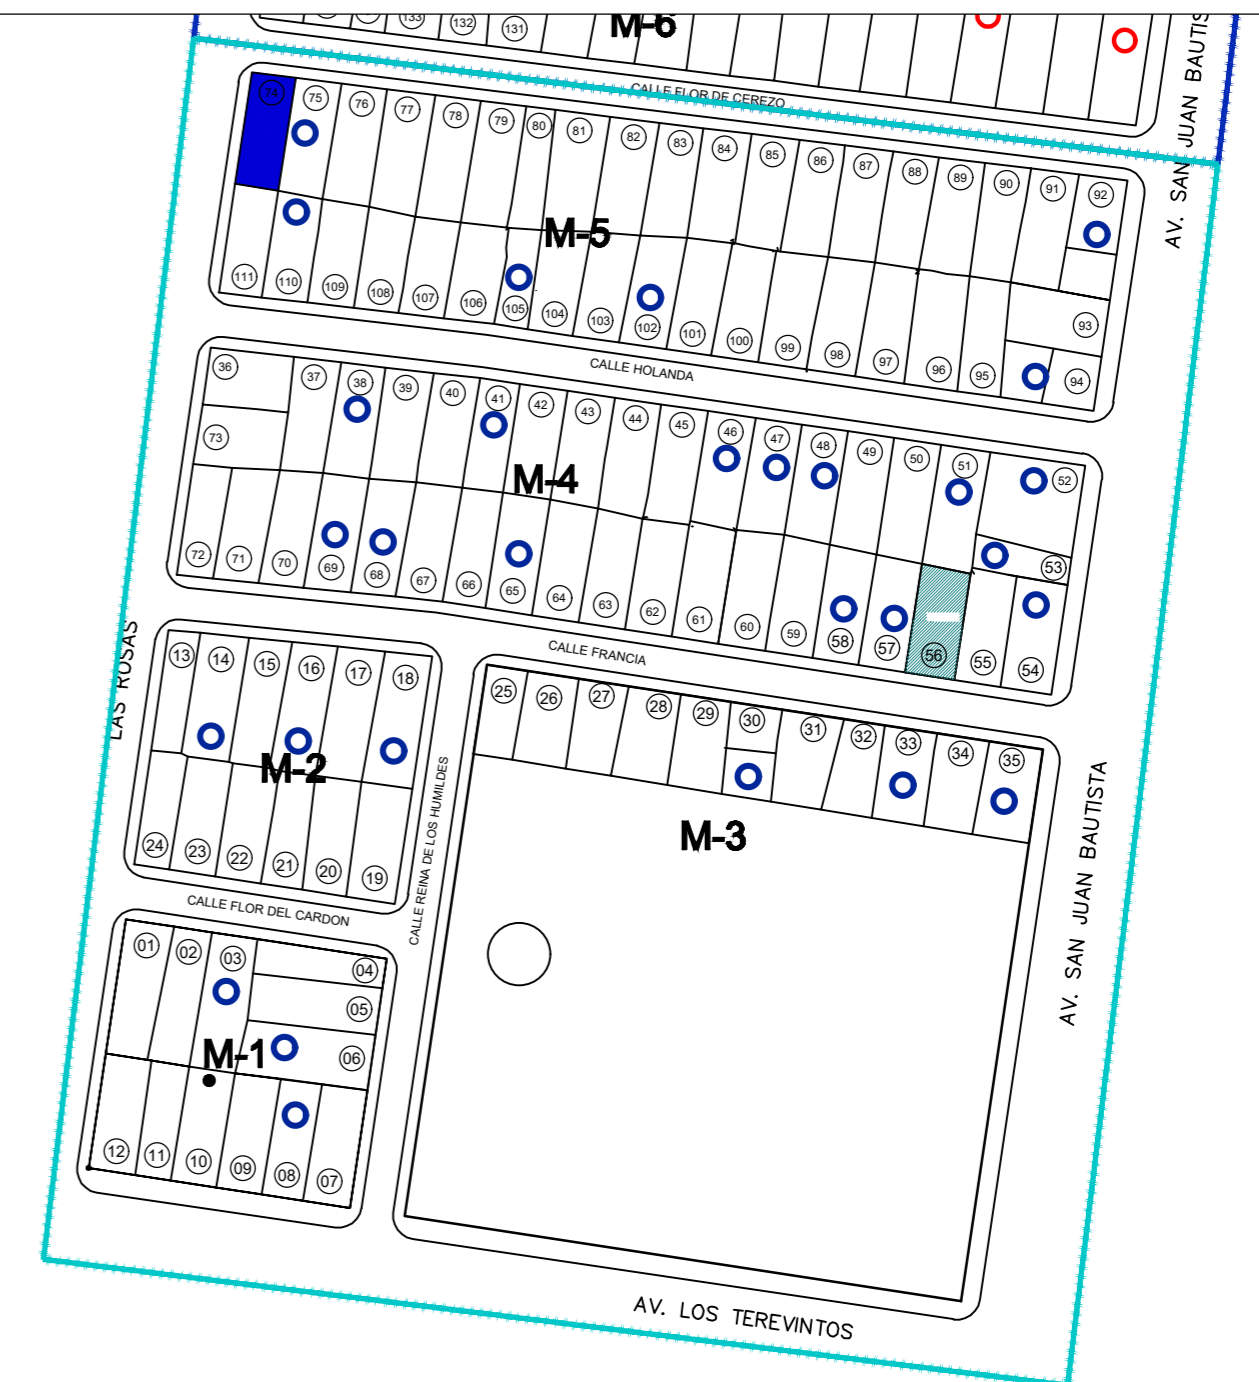 133 132 131
M-6
CALLE FLOR DE CEREZO
AV. SAN JUAN BAUTIS
74 75 76 77 78 79 80 81 82 83 84 85 86 87 88 89 90 91 92
M-5
111 110 109 108 107 106 105 104 103 102 101 100 99 98 97 96 95 94 93
CALLE HOLANDA
36 37 38 39 40 41 42 43 44 45 46 47 48 49 50 51 52
73
M-4
53
72 71 70 69 68 67 66 65 64 63 62 61 60 59 58 57 56 55 54
CALLE FRANCIA
LAS ROSAS
13 14 15 16 17 18
M-2
24 23 22 21 20 19
CALLE REINA DE LOS HUMILDES
25 26 27 28 29 30 31 32 33 34 35
M-3
AV. SAN JUAN BAUTISTA
CALLE FLOR DEL CARDON
01 02 03 04
05
06
M-1
12 11 10 09 08 07
AV. LOS TEREVINTOS